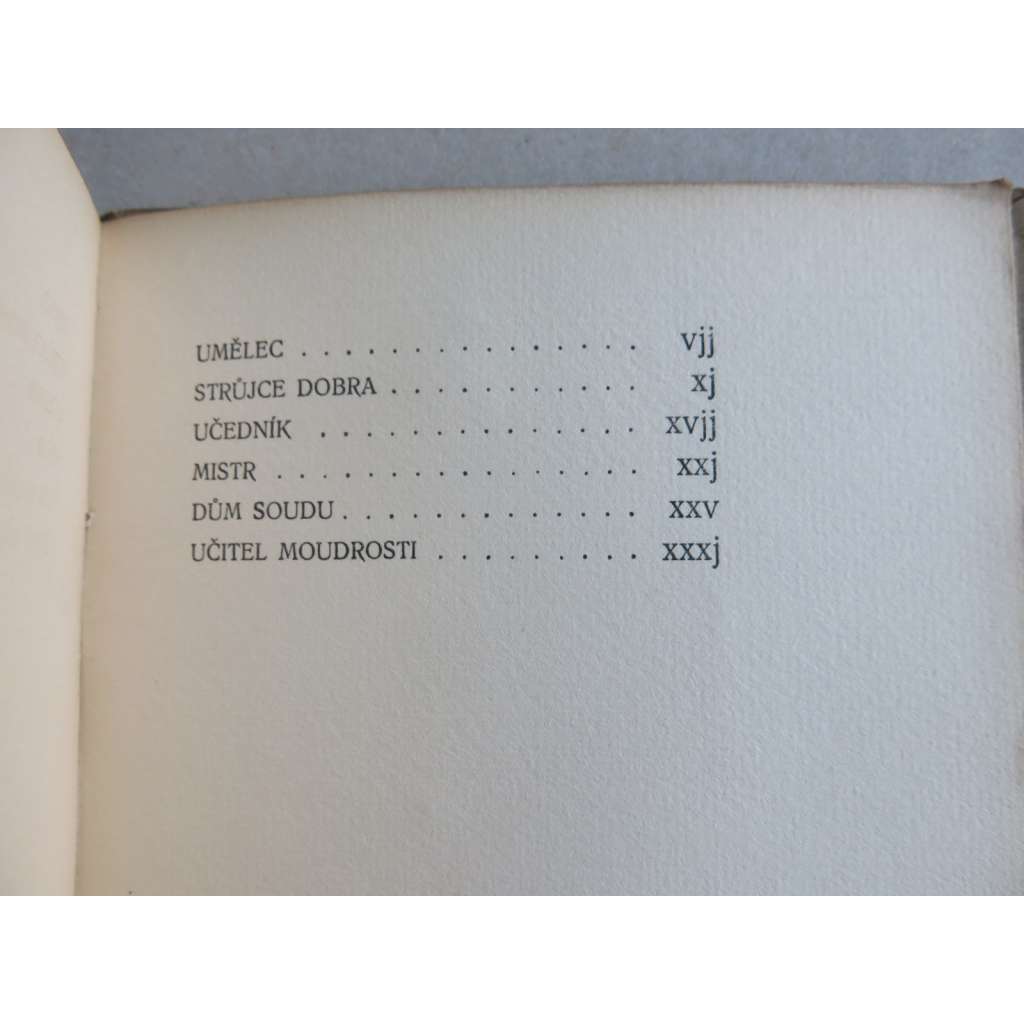 UMĚLEC . . . . . . . . . . . . . . . vjj
STRŮJCE DOBRA . . . . . . . . . . . xj
UČEDNÍK . . . . . . . . . . . . . . xvjj
MISTR . . . . . . . . . . . . . . . . xxj
DŮM SOUDU . . . . . . . . . . . . . xxv
UČITEL MOUDROSTI . . . . . . . . . xxxj